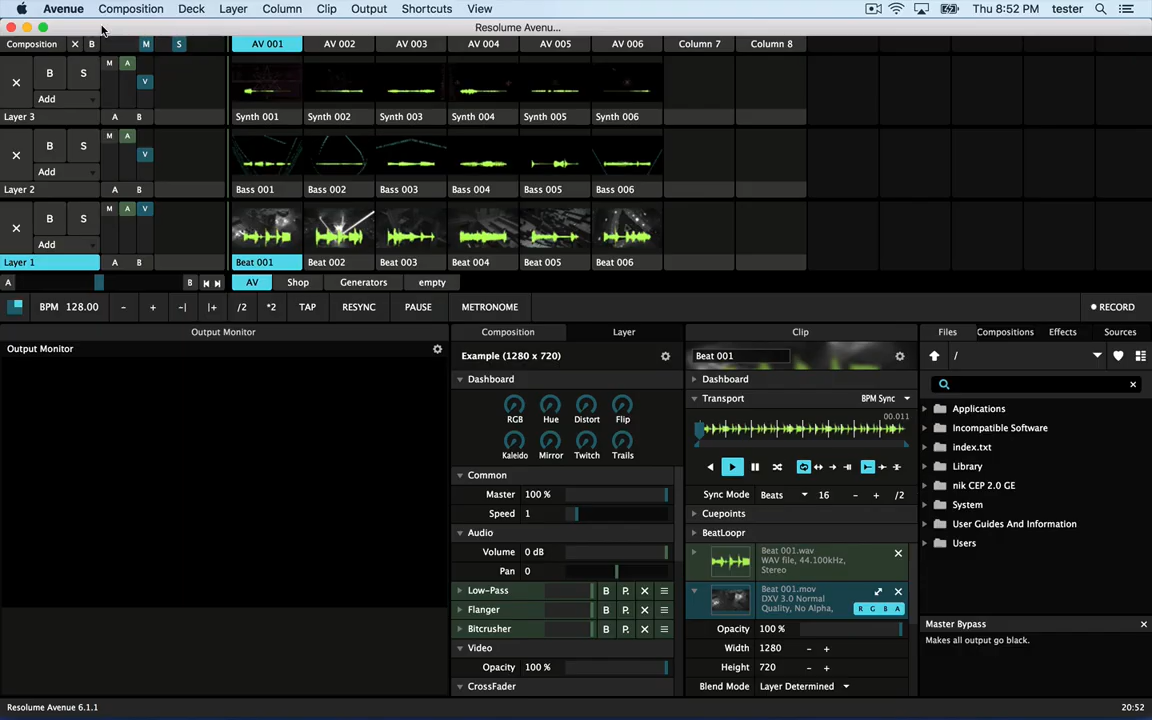 Avenue Composition Deck Layer Column Clip Output Shortcuts View Thu 8:52 PM tester
Resolume Avenu...
Composition × B M S AV 001 AV 002 AV 003 AV 004 AV 005 AV 006 Column 7 Column 8
B S M A V
Add
Layer 3 A B Synth 001 Synth 002 Synth 003 Synth 004 Synth 005 Synth 006
B S M A V
Add
Layer 2 A B Bass 001 Bass 002 Bass 003 Bass 004 Bass 005 Bass 006
B S M A V
Add
Layer 1 A B Beat 001 Beat 002 Beat 003 Beat 004 Beat 005 Beat 006
A B AV Shop Generators empty
BPM 128.00 - + -| |+ /2 *2 TAP RESYNC PAUSE METRONOME RECORD
Output Monitor Composition Layer Clip Files Compositions Effects Sources
Output Monitor
Example (1280 x 720)
Dashboard
RGB Hue Distort Flip
Kaleido Mirror Twitch Trails
Common
Master 100 %
Speed 1
Audio
Volume 0 dB
Pan 0
Low-Pass B P. X
Flanger B P. X
Bitcrusher B P. X
Video
Opacity 100 %
CrossFader
Beat 001
Dashboard
Transport BPM Sync
00.011
Sync Mode Beats 16 - + /2
Cuepoints
BeatLoopr
Beat 001.wav
WAV file, 44.100kHz,
Stereo
Beat 001.mov
DXV 3.0 Normal
Quality, No Alpha,
R G B A
Opacity 100 %
Width 1280 - +
Height 720 - +
Blend Mode Layer Determined
/
Applications
Incompatible Software
index.txt
Library
nik CEP 2.0 GE
System
User Guides And Information
Users
Master Bypass
Makes all output go black.
Resolume Avenue 6.1.1 20:52